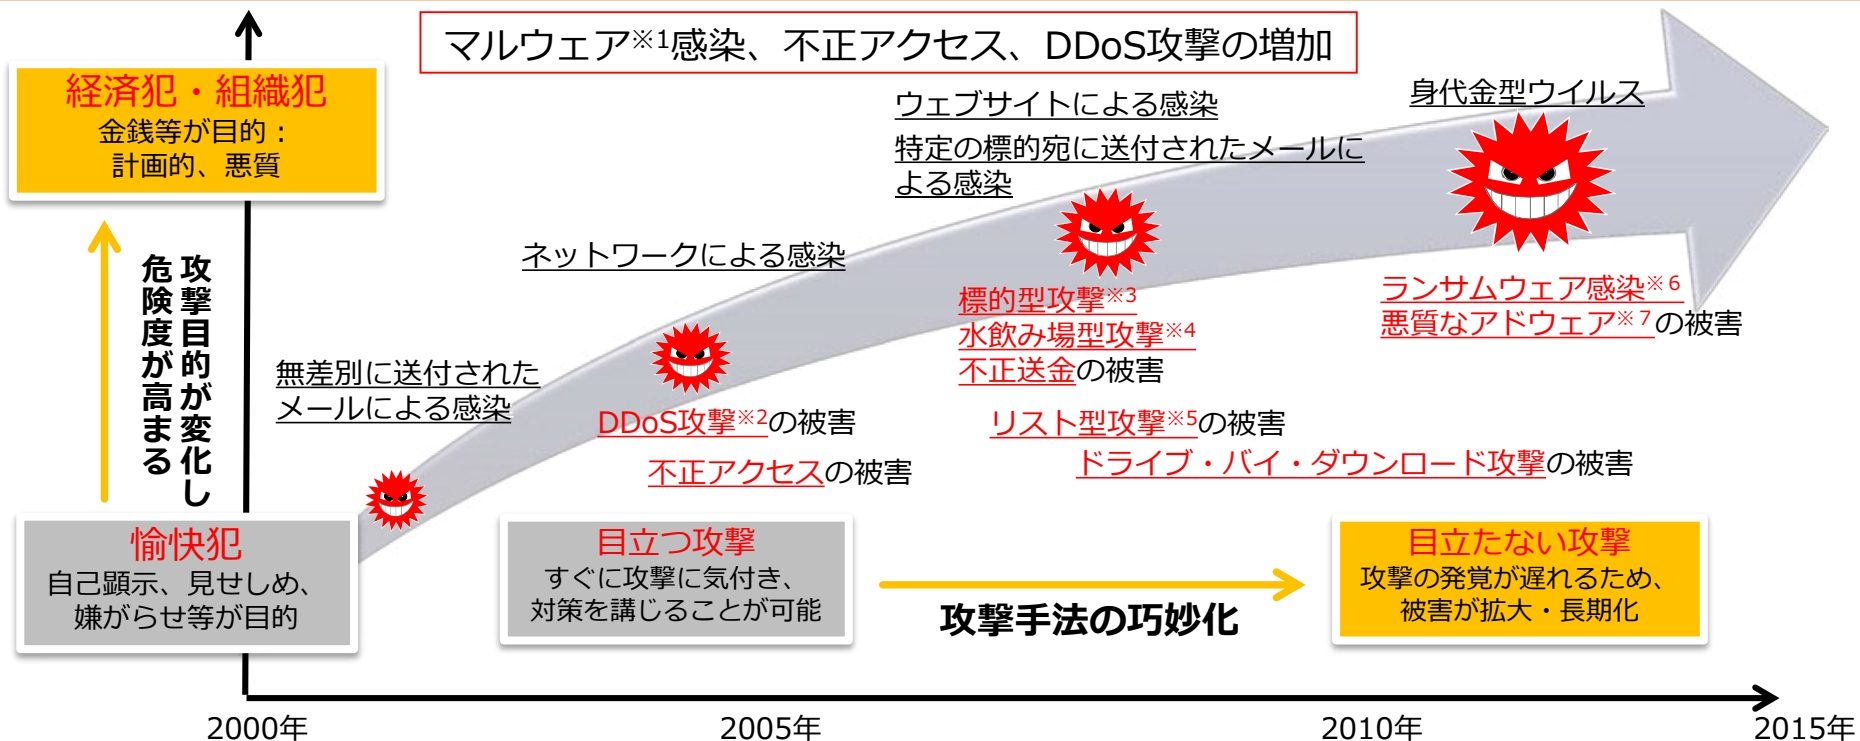 マルウェア※1感染、不正アクセス、DDoS攻撃の増加
経済犯・組織犯
金銭等が目的：
計画的、悪質
攻撃目的が変化し
危険度が高まる
愉快犯
自己顕示、見せしめ、
嫌がらせ等が目的
無差別に送付された
メールによる感染
ネットワークによる感染
DDoS攻撃※2の被害
不正アクセスの被害
ウェブサイトによる感染
特定の標的宛に送付されたメールに
よる感染
標的型攻撃※3
水飲み場型攻撃※4
不正送金の被害
リスト型攻撃※5の被害
ドライブ・バイ・ダウンロード攻撃の被害
身代金型ウイルス
ランサムウェア感染※6
悪質なアドウェア※7の被害
目立つ攻撃
すぐに攻撃に気付き、
対策を講じることが可能
攻撃手法の巧妙化
目立たない攻撃
攻撃の発覚が遅れるため、
被害が拡大・長期化
2000年
2005年
2010年
2015年